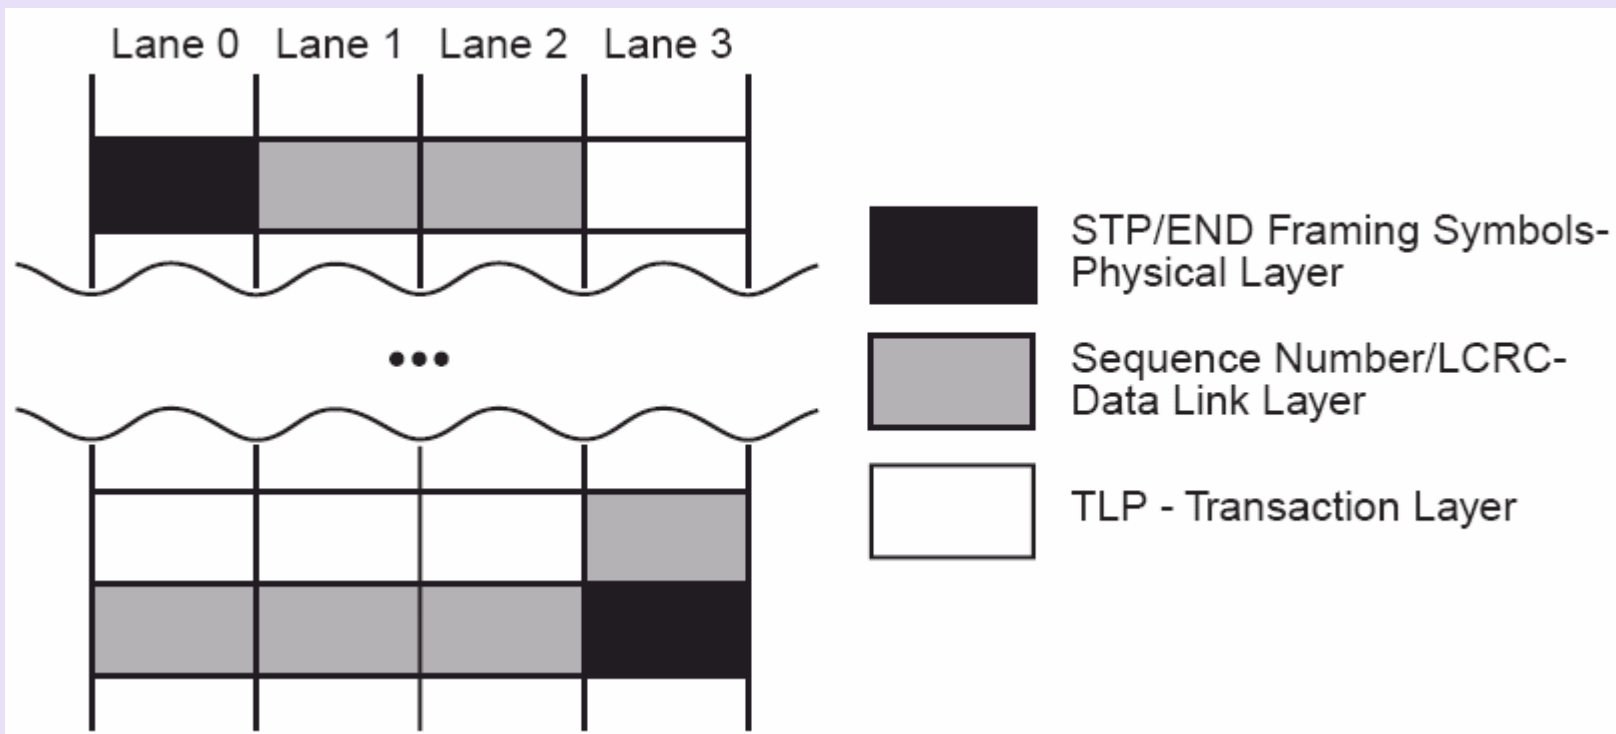 Lane 0 Lane 1 Lane 2 Lane 3
STP/END Framing Symbols-
Physical Layer
Sequence Number/LCRC-
Data Link Layer
TLP - Transaction Layer